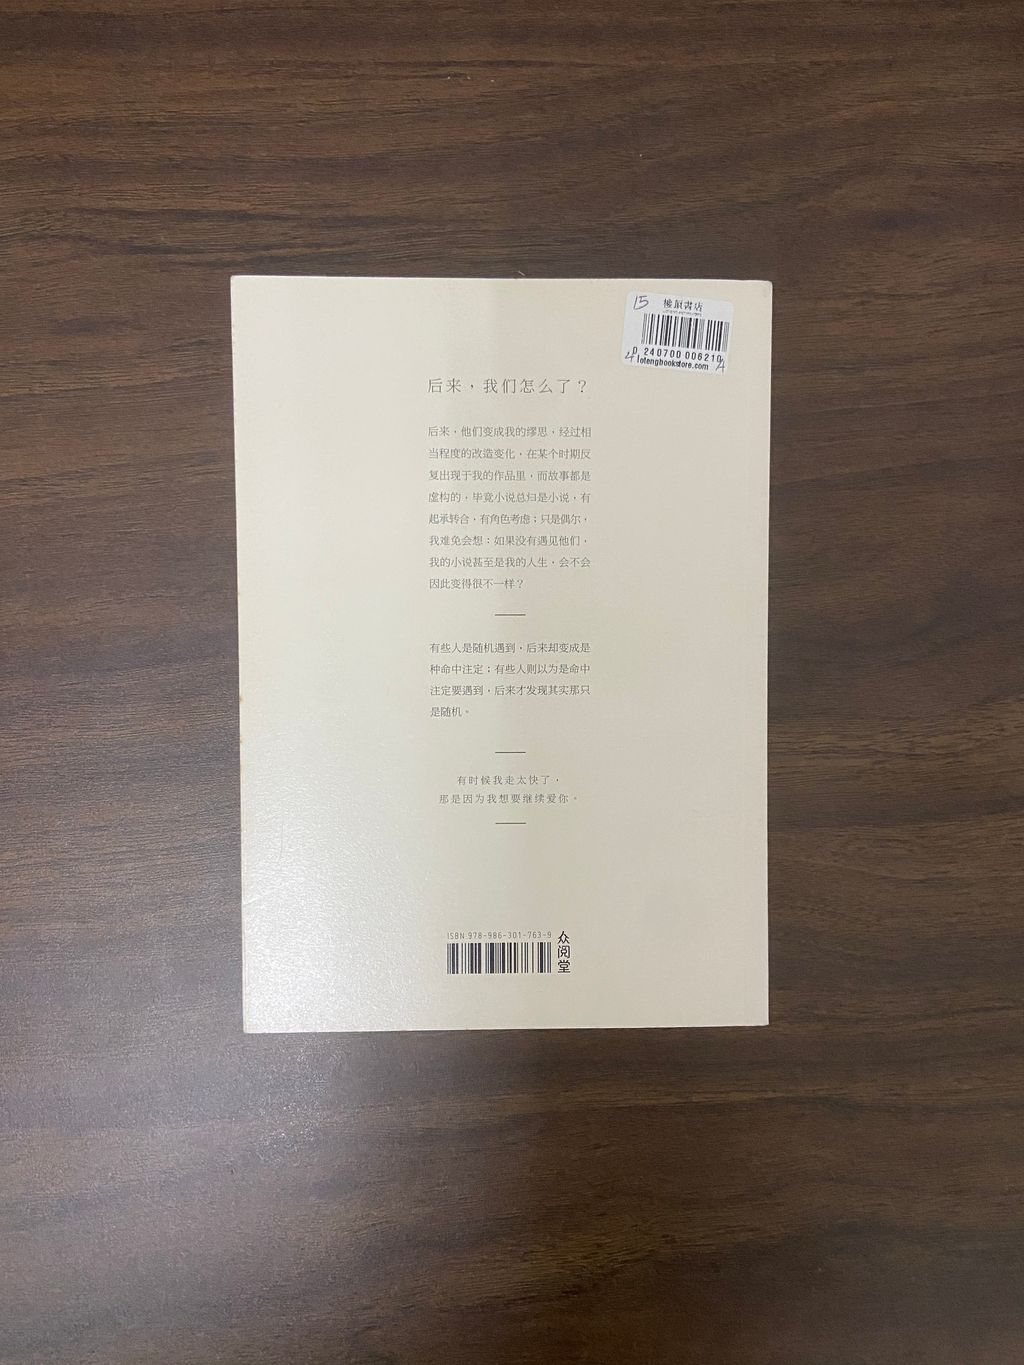 15 樓頂書店
0 240700 006210
4 lotengbookstore.com A
后来，我们怎么了？
后来，他们变成我的缪思，经过相
当程度的改造变化，在某个时期反
复出现于我的作品里，而故事都是
虚构的，毕竟小说总归是小说，有
起承转合，有角色考虑；只是偶尔，
我难免会想：如果没有遇见他们，
我的小说甚至是我的人生，会不会
因此变得很不一样？
有些人是随机遇到，后来却变成是
种命中注定；有些人则以为是命中
注定要遇到，后来才发现其实那只
是随机。
有时候我走太快了，
那是因为我想要继续爱你。
ISBN 978-986-301-763-9
众阅堂